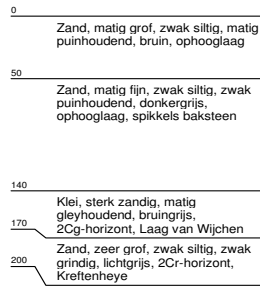 0
Zand, matig grof, zwak siltig, matig
puinhoudend, bruin, ophooglaag
50
Zand, matig fijn, zwak siltig, zwak
puinhoudend, donkergrijs,
ophooglaag, spikkels baksteen
140
Klei, sterk zandig, matig
gleyhoudend, bruingrijs,
2Cg-horizont, Laag van Wijchen
170
Zand, zeer grof, zwak siltig, zwak
grindig, lichtgrijs, 2Cr-horizont,
Kreftenheye
200